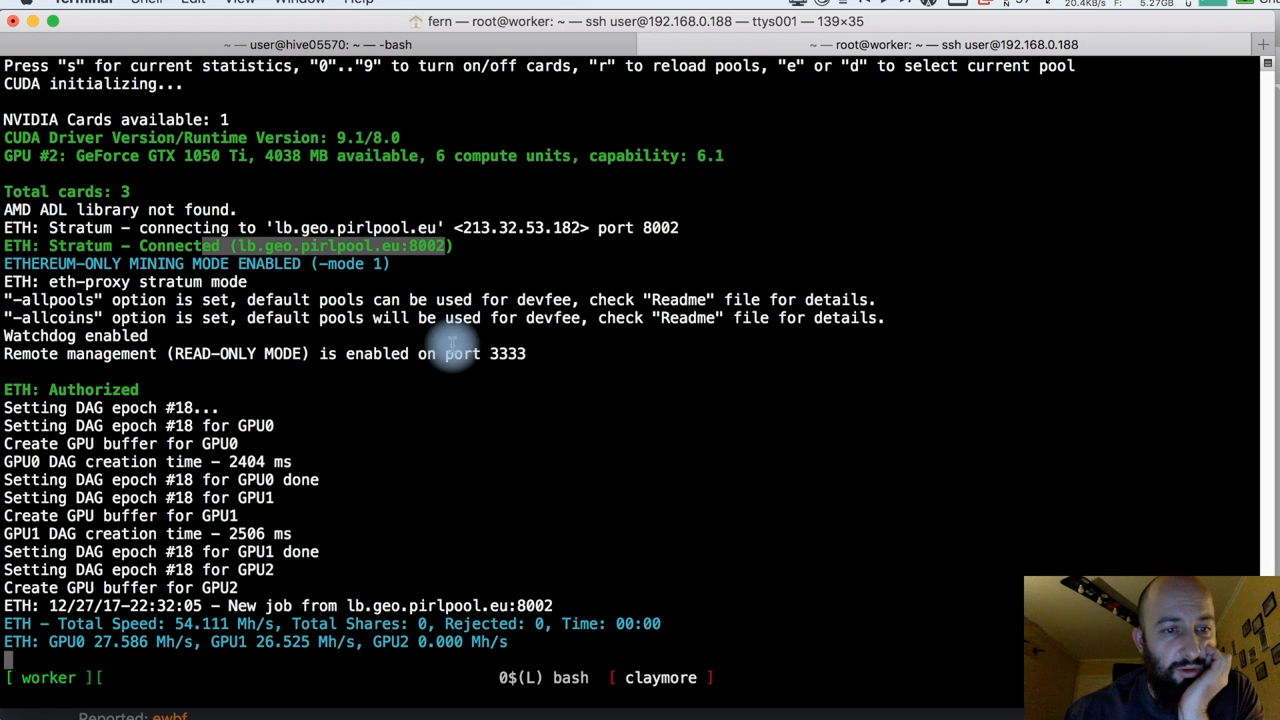 Terminal Shell Edit View Window Help
20.4KB/s F: 5.27GB
fern — root@worker: ~ — ssh user@192.168.0.188 — ttys001 — 139×35
~ — user@hive05570: ~ — -bash
~ — root@worker: ~ — ssh user@192.168.0.188
Press "s" for current statistics, "0".."9" to turn on/off cards, "r" to reload pools, "e" or "d" to select current pool
CUDA initializing...
NVIDIA Cards available: 1
CUDA Driver Version/Runtime Version: 9.1/8.0
GPU #2: GeForce GTX 1050 Ti, 4038 MB available, 6 compute units, capability: 6.1
Total cards: 3
AMD ADL library not found.
ETH: Stratum - connecting to 'lb.geo.pirlpool.eu' <213.32.53.182> port 8002
ETH: Stratum - Connected (lb.geo.pirlpool.eu:8002)
ETHEREUM-ONLY MINING MODE ENABLED (-mode 1)
ETH: eth-proxy stratum mode
"-allpools" option is set, default pools can be used for devfee, check "Readme" file for details.
"-allcoins" option is set, default pools will be used for devfee, check "Readme" file for details.
Watchdog enabled
Remote management (READ-ONLY MODE) is enabled on port 3333
ETH: Authorized
Setting DAG epoch #18...
Setting DAG epoch #18 for GPU0
Create GPU buffer for GPU0
GPU0 DAG creation time - 2404 ms
Setting DAG epoch #18 for GPU0 done
Setting DAG epoch #18 for GPU1
Create GPU buffer for GPU1
GPU1 DAG creation time - 2506 ms
Setting DAG epoch #18 for GPU1 done
Setting DAG epoch #18 for GPU2
Create GPU buffer for GPU2
ETH: 12/27/17-22:32:05 - New job from lb.geo.pirlpool.eu:8002
ETH - Total Speed: 54.111 Mh/s, Total Shares: 0, Rejected: 0, Time: 00:00
ETH: GPU0 27.586 Mh/s, GPU1 26.525 Mh/s, GPU2 0.000 Mh/s
[ worker ][ 0$(L) bash [ claymore ]
Reported: ewbf